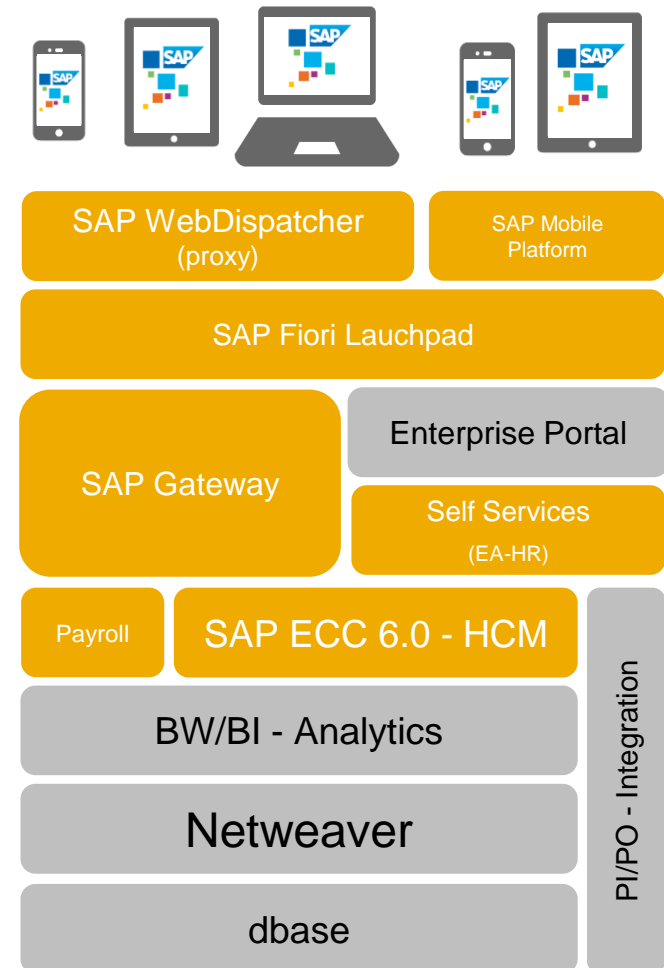 SAP
SAP
SAP
SAP
SAP
SAP WebDispatcher
(proxy)
SAP Mobile
Platform
SAP Fiori Lauchpad
SAP Gateway
Enterprise Portal
Self Services
(EA-HR)
Payroll
SAP ECC 6.0 - HCM
BW/BI - Analytics
Netweaver
dbase
PI/PO - Integration